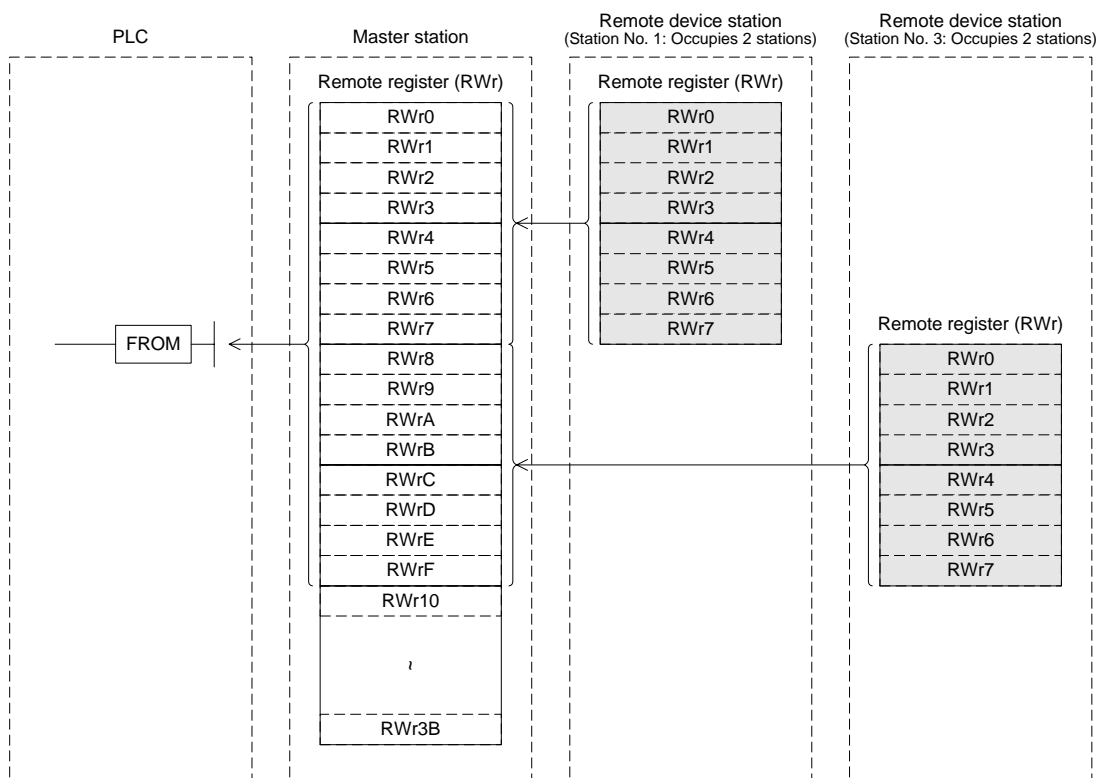 PLC
Master station
Remote device station
(Station No. 1: Occupies 2 stations)
Remote device station
(Station No. 3: Occupies 2 stations)
Remote register (RWr)
RWr0
RWr1
RWr2
RWr3
RWr4
RWr5
RWr6
RWr7
RWr8
RWr9
RWrA
RWrB
RWrC
RWrD
RWrE
RWrF
RWr10
~
RWr3B
Remote register (RWr)
RWr0
RWr1
RWr2
RWr3
RWr4
RWr5
RWr6
RWr7
Remote register (RWr)
RWr0
RWr1
RWr2
RWr3
RWr4
RWr5
RWr6
RWr7
FROM